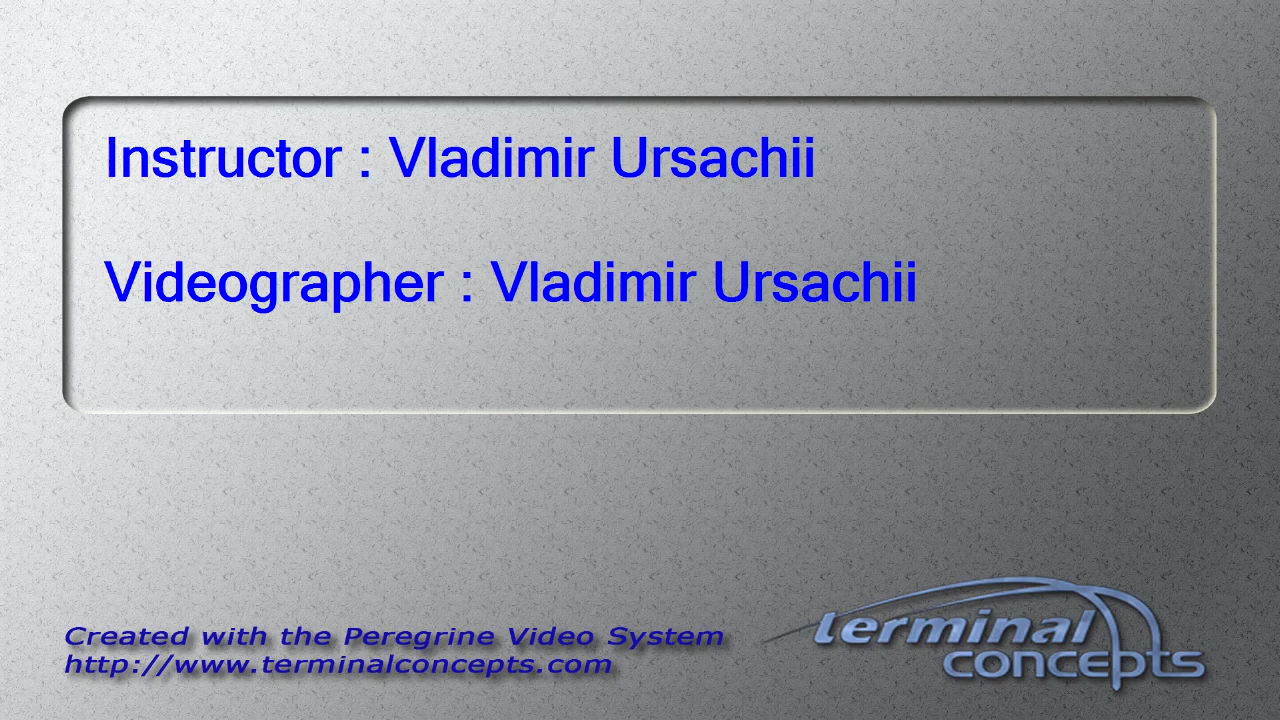 Instructor : Vladimir Ursachii
Videographer : Vladimir Ursachii
Created with the Peregrine Video System
http://www.terminalconcepts.com
terminal
concepts